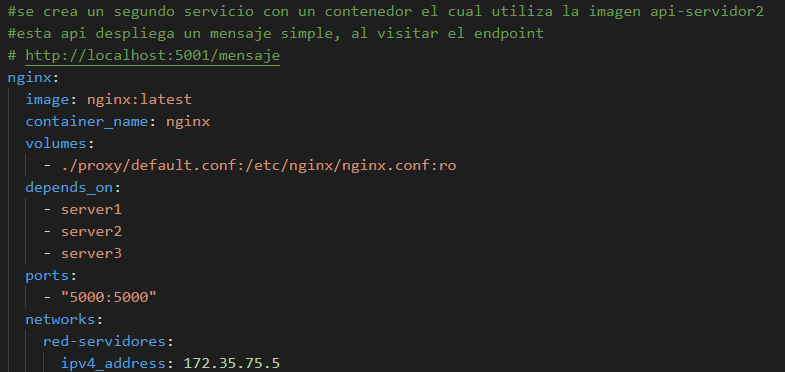 #se crea un segundo servicio con un contenedor el cual utiliza la imagen api-servidor2
#esta api despliega un mensaje simple, al visitar el endpoint
# http://localhost:5001/mensaje
nginx:
  image: nginx:latest
  container_name: nginx
  volumes:
    - ./proxy/default.conf:/etc/nginx/nginx.conf:ro
  depends_on:
    - server1
    - server2
    - server3
  ports:
    - "5000:5000"
  networks:
    red-servidores:
      ipv4_address: 172.35.75.5